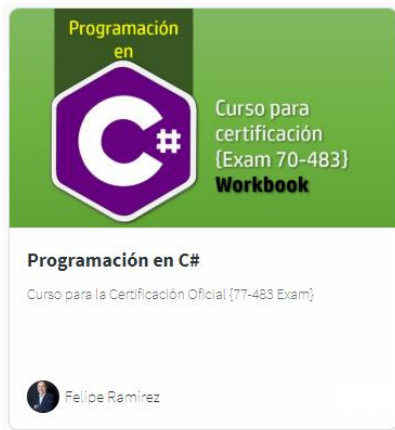 Programación
en
C#
Curso para
certificación
{Exam 70-483}
Workbook
Programación en C#
Curso para la Certificación Oficial {77-483 Exam}
Felipe Ramirez